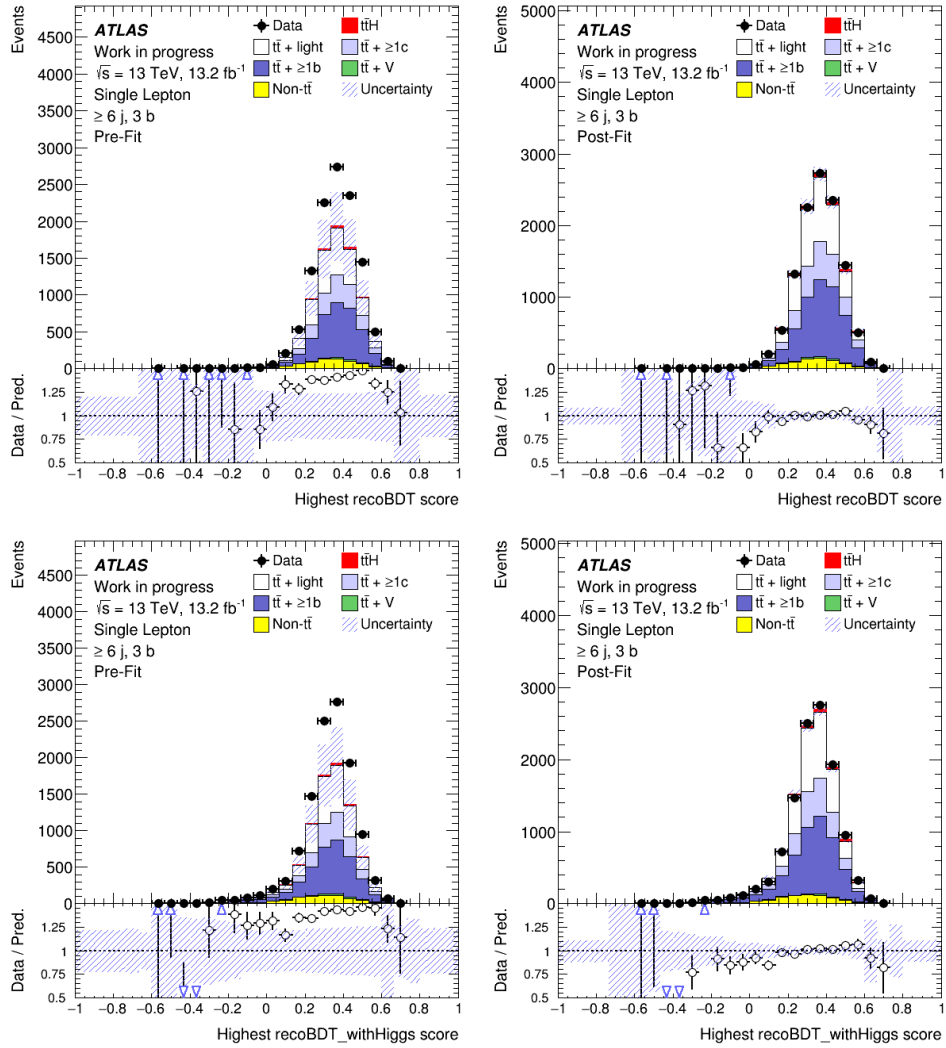 Events
4500
4000
3500
3000
2500
2000
1500
1000
500
0
ATLAS
Work in progress
√s = 13 TeV, 13.2 fb⁻¹
Single Lepton
≥ 6 j, 3 b
Pre-Fit
Data
tt̄H
tt̄ + light
tt̄ + ≥1c
tt̄ + ≥1b
tt̄ + V
Non-tt̄
Uncertainty
Data / Pred.
1.25
1
0.75
0.5
−1 −0.8 −0.6 −0.4 −0.2 0 0.2 0.4 0.6 0.8 1
Highest recoBDT score
Events
5000
4000
3000
2000
1000
0
ATLAS
Work in progress
√s = 13 TeV, 13.2 fb⁻¹
Single Lepton
≥ 6 j, 3 b
Post-Fit
Data
tt̄H
tt̄ + light
tt̄ + ≥1c
tt̄ + ≥1b
tt̄ + V
Non-tt̄
Uncertainty
Data / Pred.
1.25
1
0.75
0.5
−1 −0.8 −0.6 −0.4 −0.2 0 0.2 0.4 0.6 0.8 1
Highest recoBDT score
Events
4500
4000
3500
3000
2500
2000
1500
1000
500
0
ATLAS
Work in progress
√s = 13 TeV, 13.2 fb⁻¹
Single Lepton
≥ 6 j, 3 b
Pre-Fit
Data
tt̄H
tt̄ + light
tt̄ + ≥1c
tt̄ + ≥1b
tt̄ + V
Non-tt̄
Uncertainty
Data / Pred.
1.25
1
0.75
0.5
−1 −0.8 −0.6 −0.4 −0.2 0 0.2 0.4 0.6 0.8 1
Highest recoBDT_withHiggs score
Events
5000
4000
3000
2000
1000
0
ATLAS
Work in progress
√s = 13 TeV, 13.2 fb⁻¹
Single Lepton
≥ 6 j, 3 b
Post-Fit
Data
tt̄H
tt̄ + light
tt̄ + ≥1c
tt̄ + ≥1b
tt̄ + V
Non-tt̄
Uncertainty
Data / Pred.
1.25
1
0.75
0.5
−1 −0.8 −0.6 −0.4 −0.2 0 0.2 0.4 0.6 0.8 1
Highest recoBDT_withHiggs score